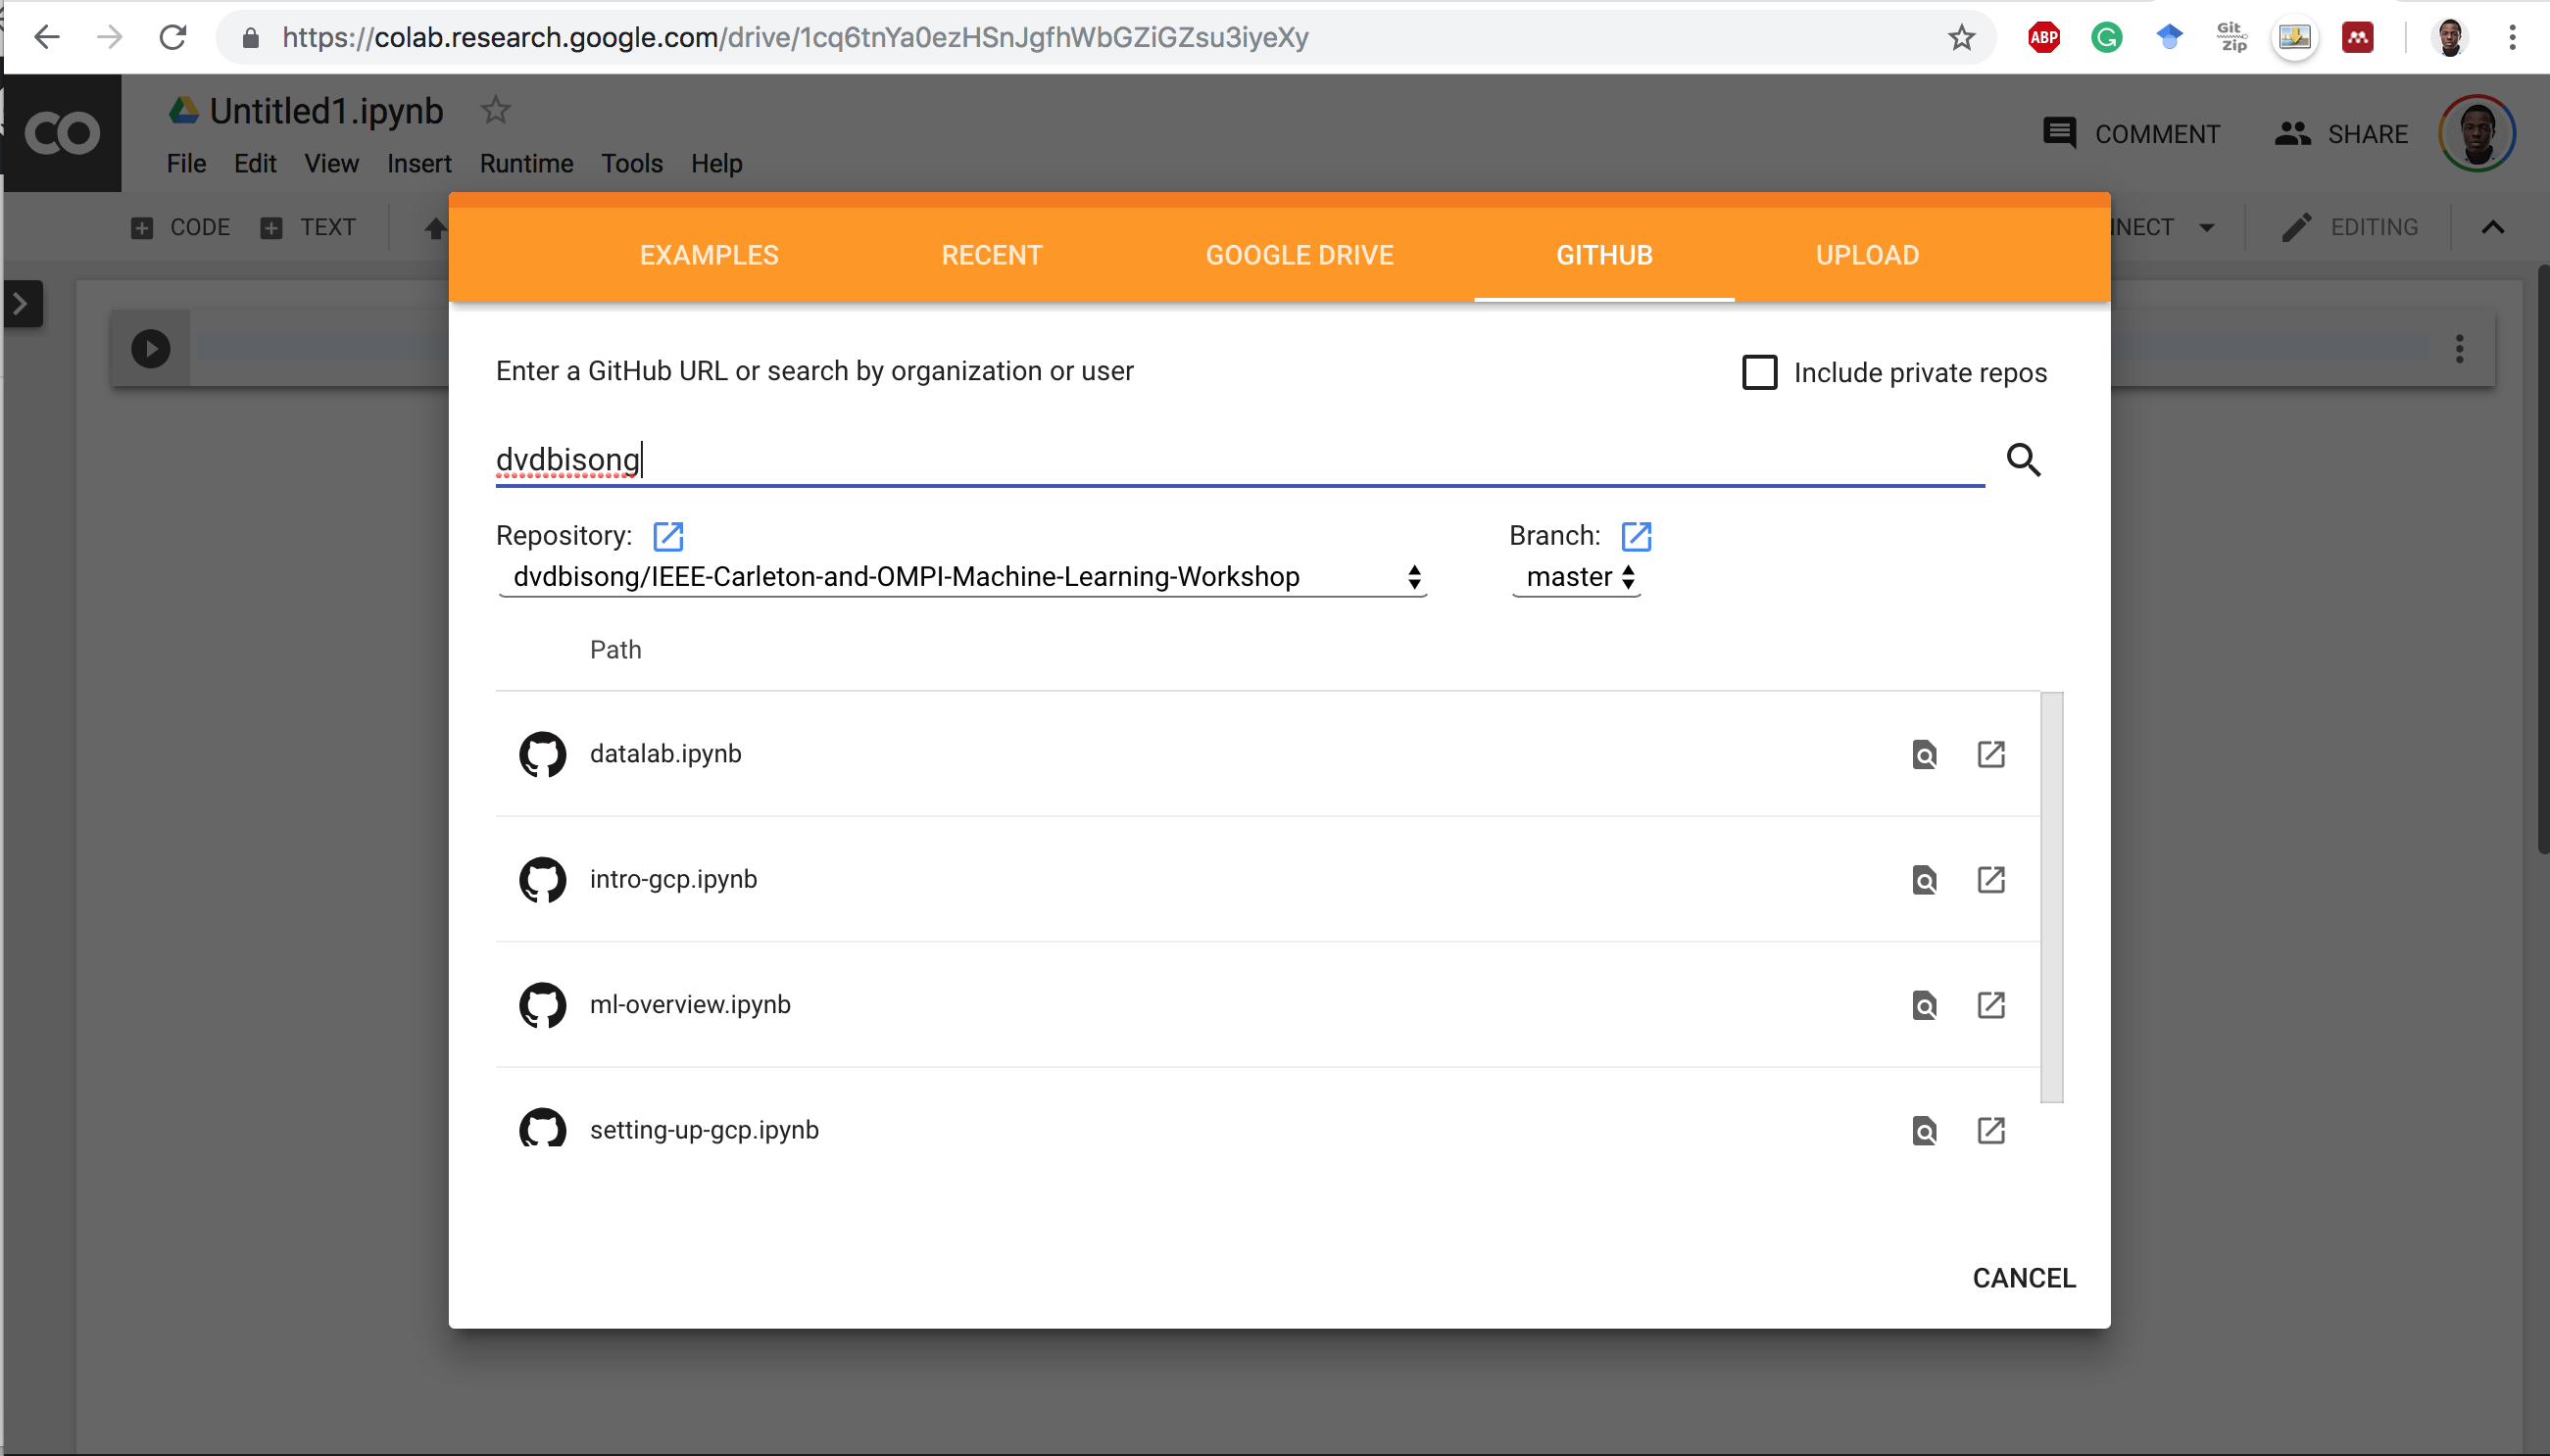 https://colab.research.google.com/drive/1cq6tnYa0ezHSnJgfhWbGZiGZsu3iyeXy
ABP
Git
Zip
CO
Untitled1.ipynb
COMMENT
SHARE
File Edit View Insert Runtime Tools Help
CODE TEXT
NNECT
EDITING
EXAMPLES RECENT GOOGLE DRIVE GITHUB UPLOAD
Enter a GitHub URL or search by organization or user
Include private repos
dvdbisong
Repository: Branch:
dvdbisong/IEEE-Carleton-and-OMPI-Machine-Learning-Workshop master
Path
datalab.ipynb
intro-gcp.ipynb
ml-overview.ipynb
setting-up-gcp.ipynb
CANCEL